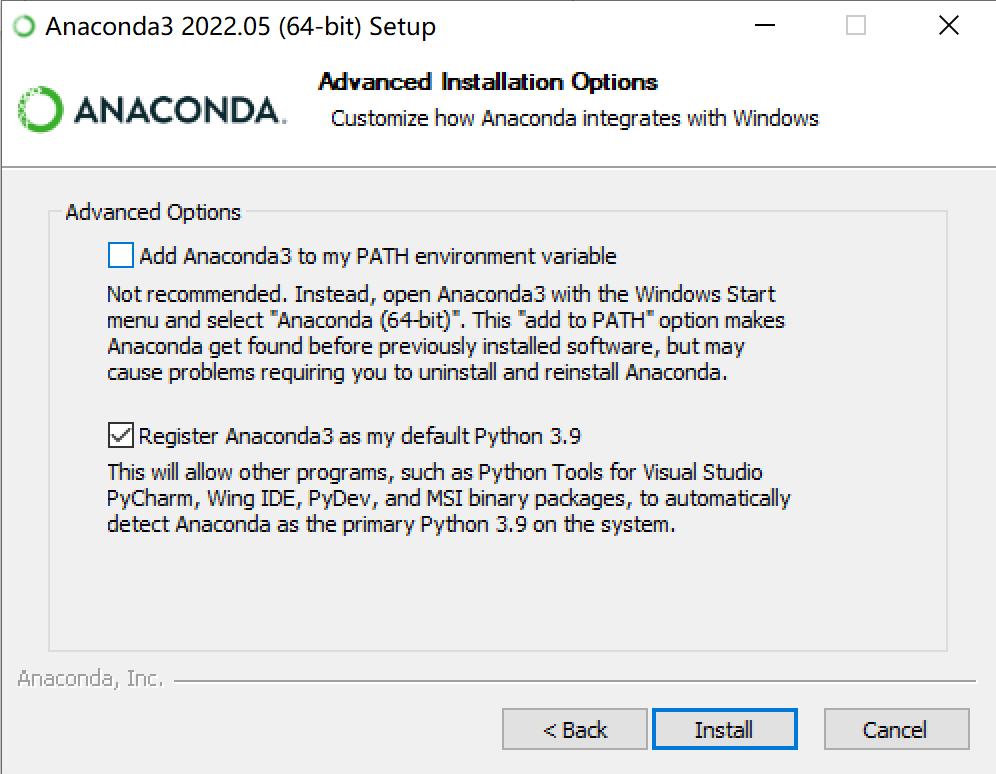 Anaconda3 2022.05 (64-bit) Setup
ANACONDA.
Advanced Installation Options
Customize how Anaconda integrates with Windows
Advanced Options
Add Anaconda3 to my PATH environment variable
Not recommended. Instead, open Anaconda3 with the Windows Start
menu and select "Anaconda (64-bit)". This "add to PATH" option makes
Anaconda get found before previously installed software, but may
cause problems requiring you to uninstall and reinstall Anaconda.
Register Anaconda3 as my default Python 3.9
This will allow other programs, such as Python Tools for Visual Studio
PyCharm, Wing IDE, PyDev, and MSI binary packages, to automatically
detect Anaconda as the primary Python 3.9 on the system.
Anaconda, Inc.
< Back
Install
Cancel